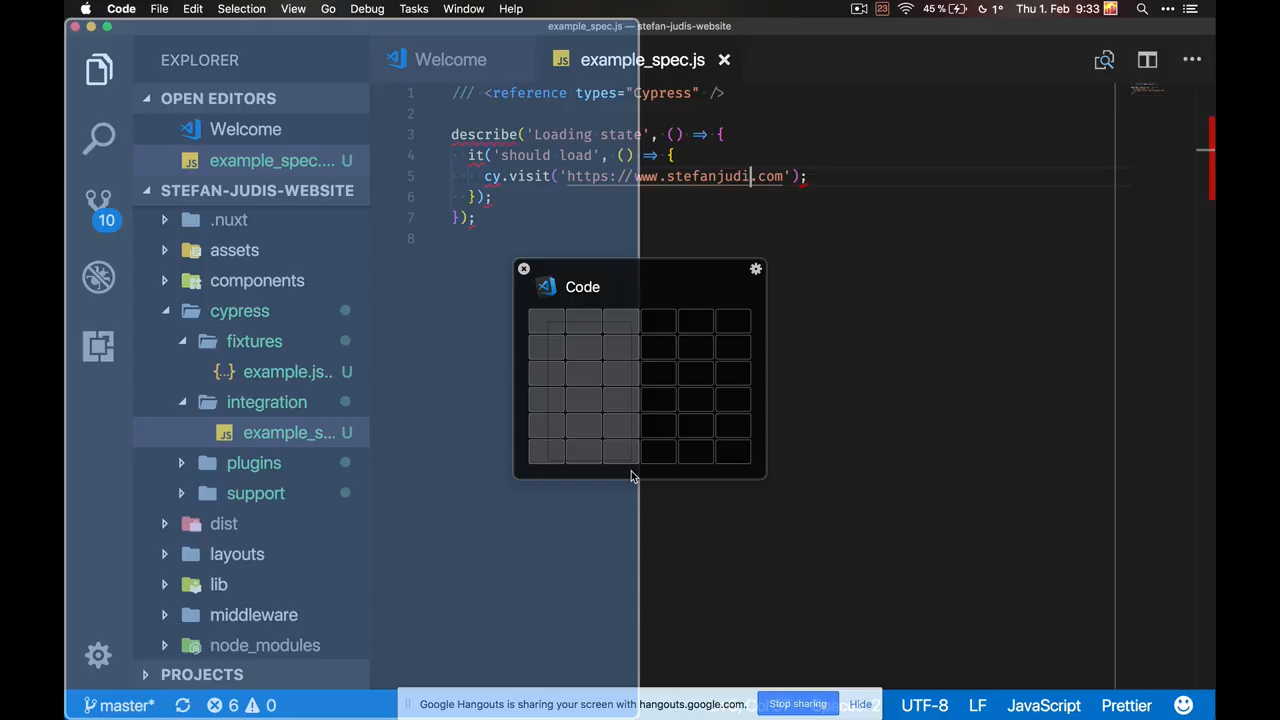 Code File Edit Selection View Go Debug Tasks Window Help 23 45 % 1° Thu 1. Feb. 9:33
example_spec.js — stefan-judis-website
EXPLORER
OPEN EDITORS
Welcome
example_spec.... U
STEFAN-JUDIS-WEBSITE
.nuxt
assets
components
cypress
fixtures
{..} example.js.. U
integration
example_s... U
plugins
support
dist
layouts
lib
middleware
node_modules
PROJECTS
10
Welcome example_spec.js
1 /// <reference types="Cypress" />
2
3 describe('Loading state', () => {
4 it('should load', () => {
5 cy.visit('https://www.stefanjudi.com');
6 });
7 });
8
Code
master* 6 0 UTF-8 LF JavaScript Prettier
Google Hangouts is sharing your screen with hangouts.google.com. Stop sharing Hide